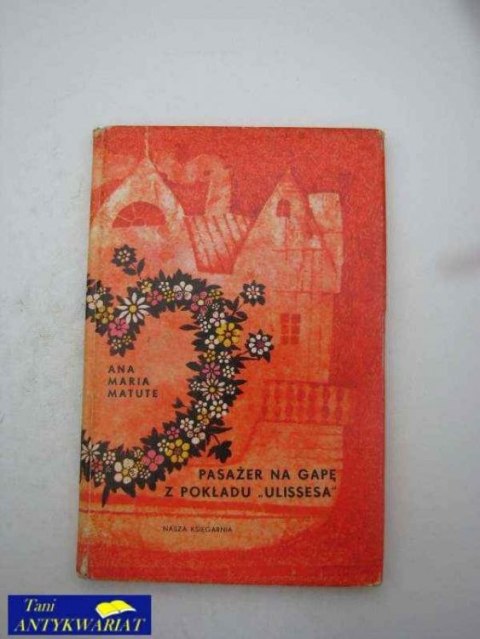 ANA
MARIA
MATUTE
PASAŻER NA GAPĘ
Z POKŁADU „ULISSESA"
NASZA KSIĘGARNIA
Tani
ANTYKWARIAT